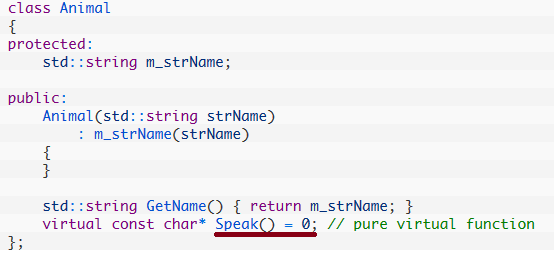 class Animal
{
protected:
    std::string m_strName;

public:
    Animal(std::string strName)
        : m_strName(strName)
    {
    }

    std::string GetName() { return m_strName; }
    virtual const char* Speak() = 0; // pure virtual function
};